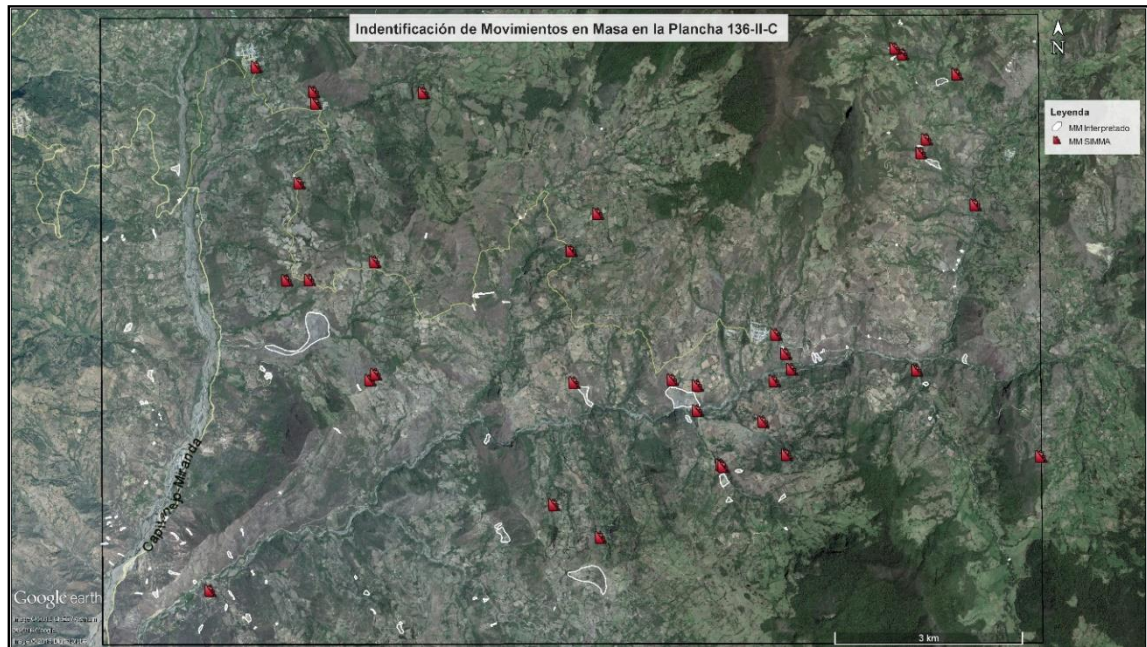 Indentificación de Movimientos en Masa en la Plancha 136-II-C
N
Leyenda
MM Interpretado
MM SIMMA
Miranda
Google earth
3 km